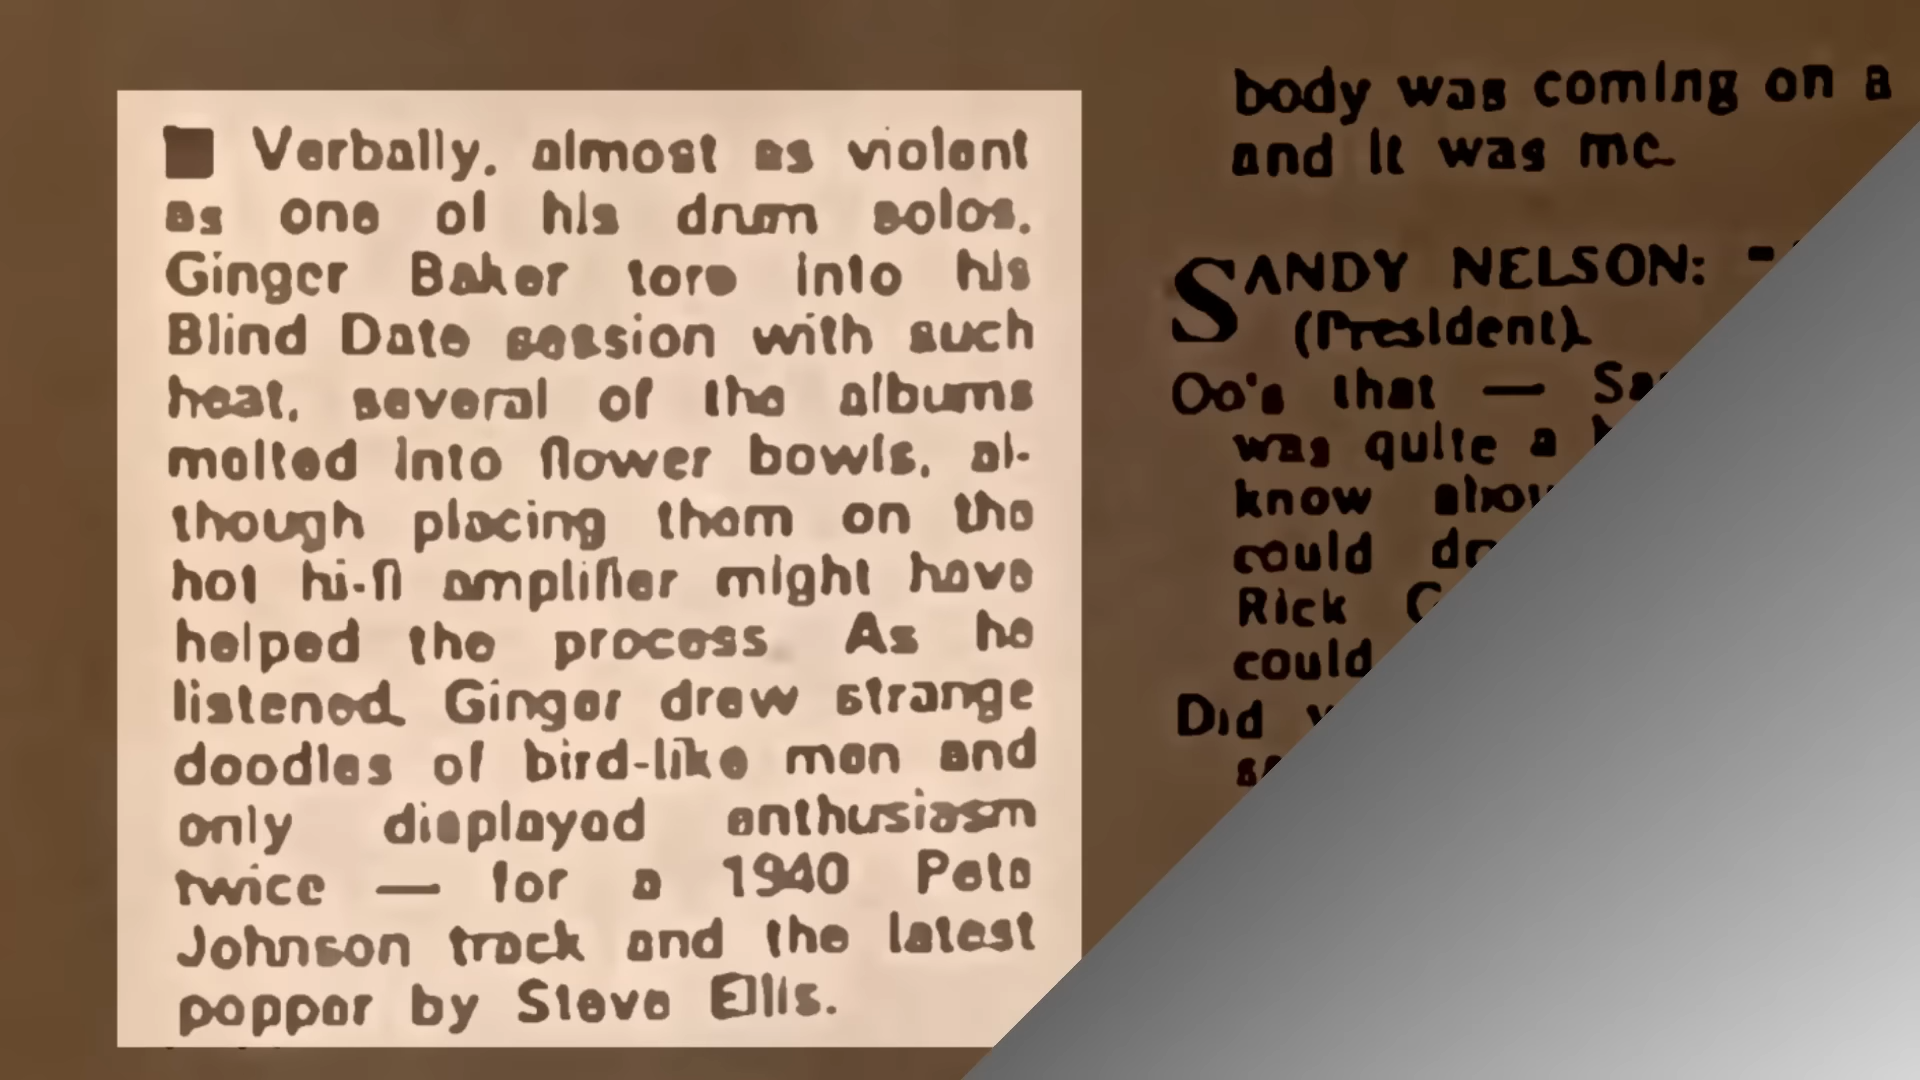 ■ Verbally, almost as violent
as one of his drum solos,
Ginger Baker tore into his
Blind Date session with such
heat, several of the albums
melted into flower bowls, al-
though placing them on the
hot hi-fi amplifier might have
helped the process. As he
listened, Ginger drew strange
doodles of bird-like men and
only displayed enthusiasm
twice — for a 1940 Pete
Johnson track and the latest
popper by Steve Ellis.
body was coming on a
and it was me.
SANDY NELSON:
(President).
Oo's that —
was quite a
know
could
Rick
could
Did